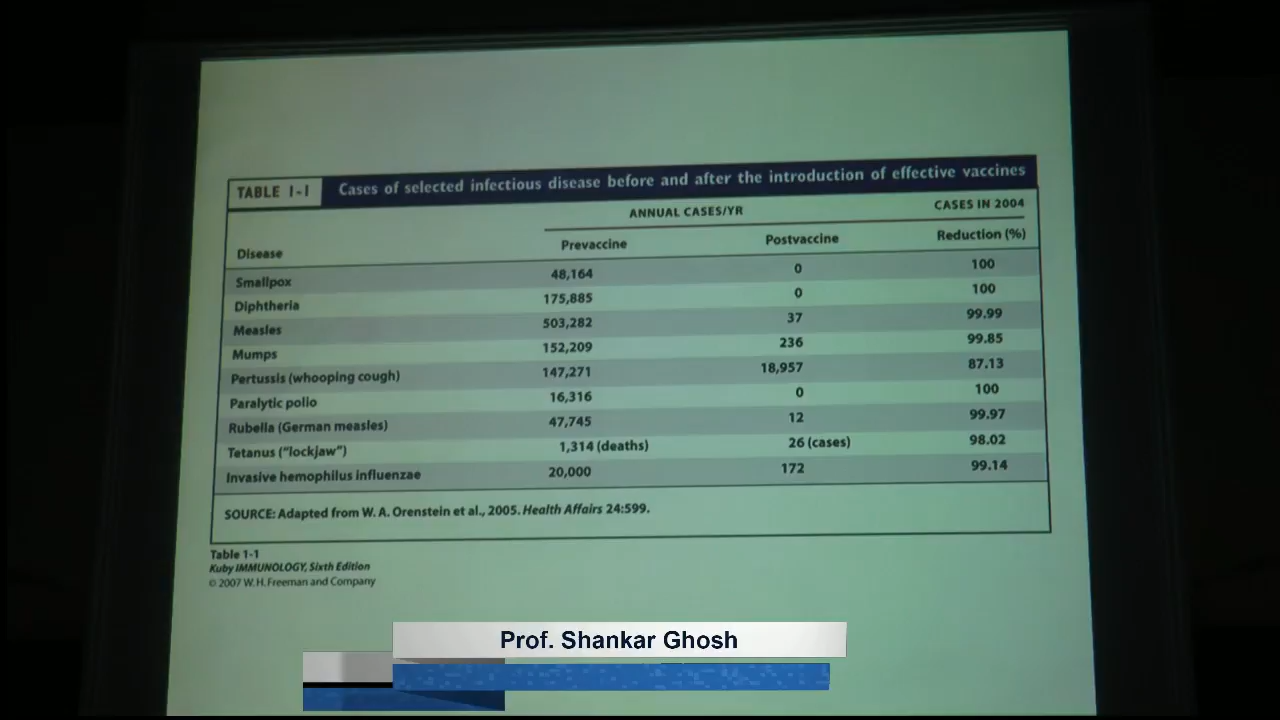 TABLE 1-1 Cases of selected infectious disease before and after the introduction of effective vaccines
ANNUAL CASES/YR CASES IN 2004
Disease Prevaccine Postvaccine Reduction (%)
Smallpox 48,164 0 100
Diphtheria 175,885 0 100
Measles 503,282 37 99.99
Mumps 152,209 236 99.85
Pertussis (whooping cough) 147,271 18,957 87.13
Paralytic polio 16,316 0 100
Rubella (German measles) 47,745 12 99.97
Tetanus ("lockjaw") 1,314 (deaths) 26 (cases) 98.02
Invasive hemophilus influenzae 20,000 172 99.14
SOURCE: Adapted from W. A. Orenstein et al., 2005. Health Affairs 24:599.
Table 1-1
Kuby IMMUNOLOGY, Sixth Edition
© 2007 W. H. Freeman and Company
Prof. Shankar Ghosh